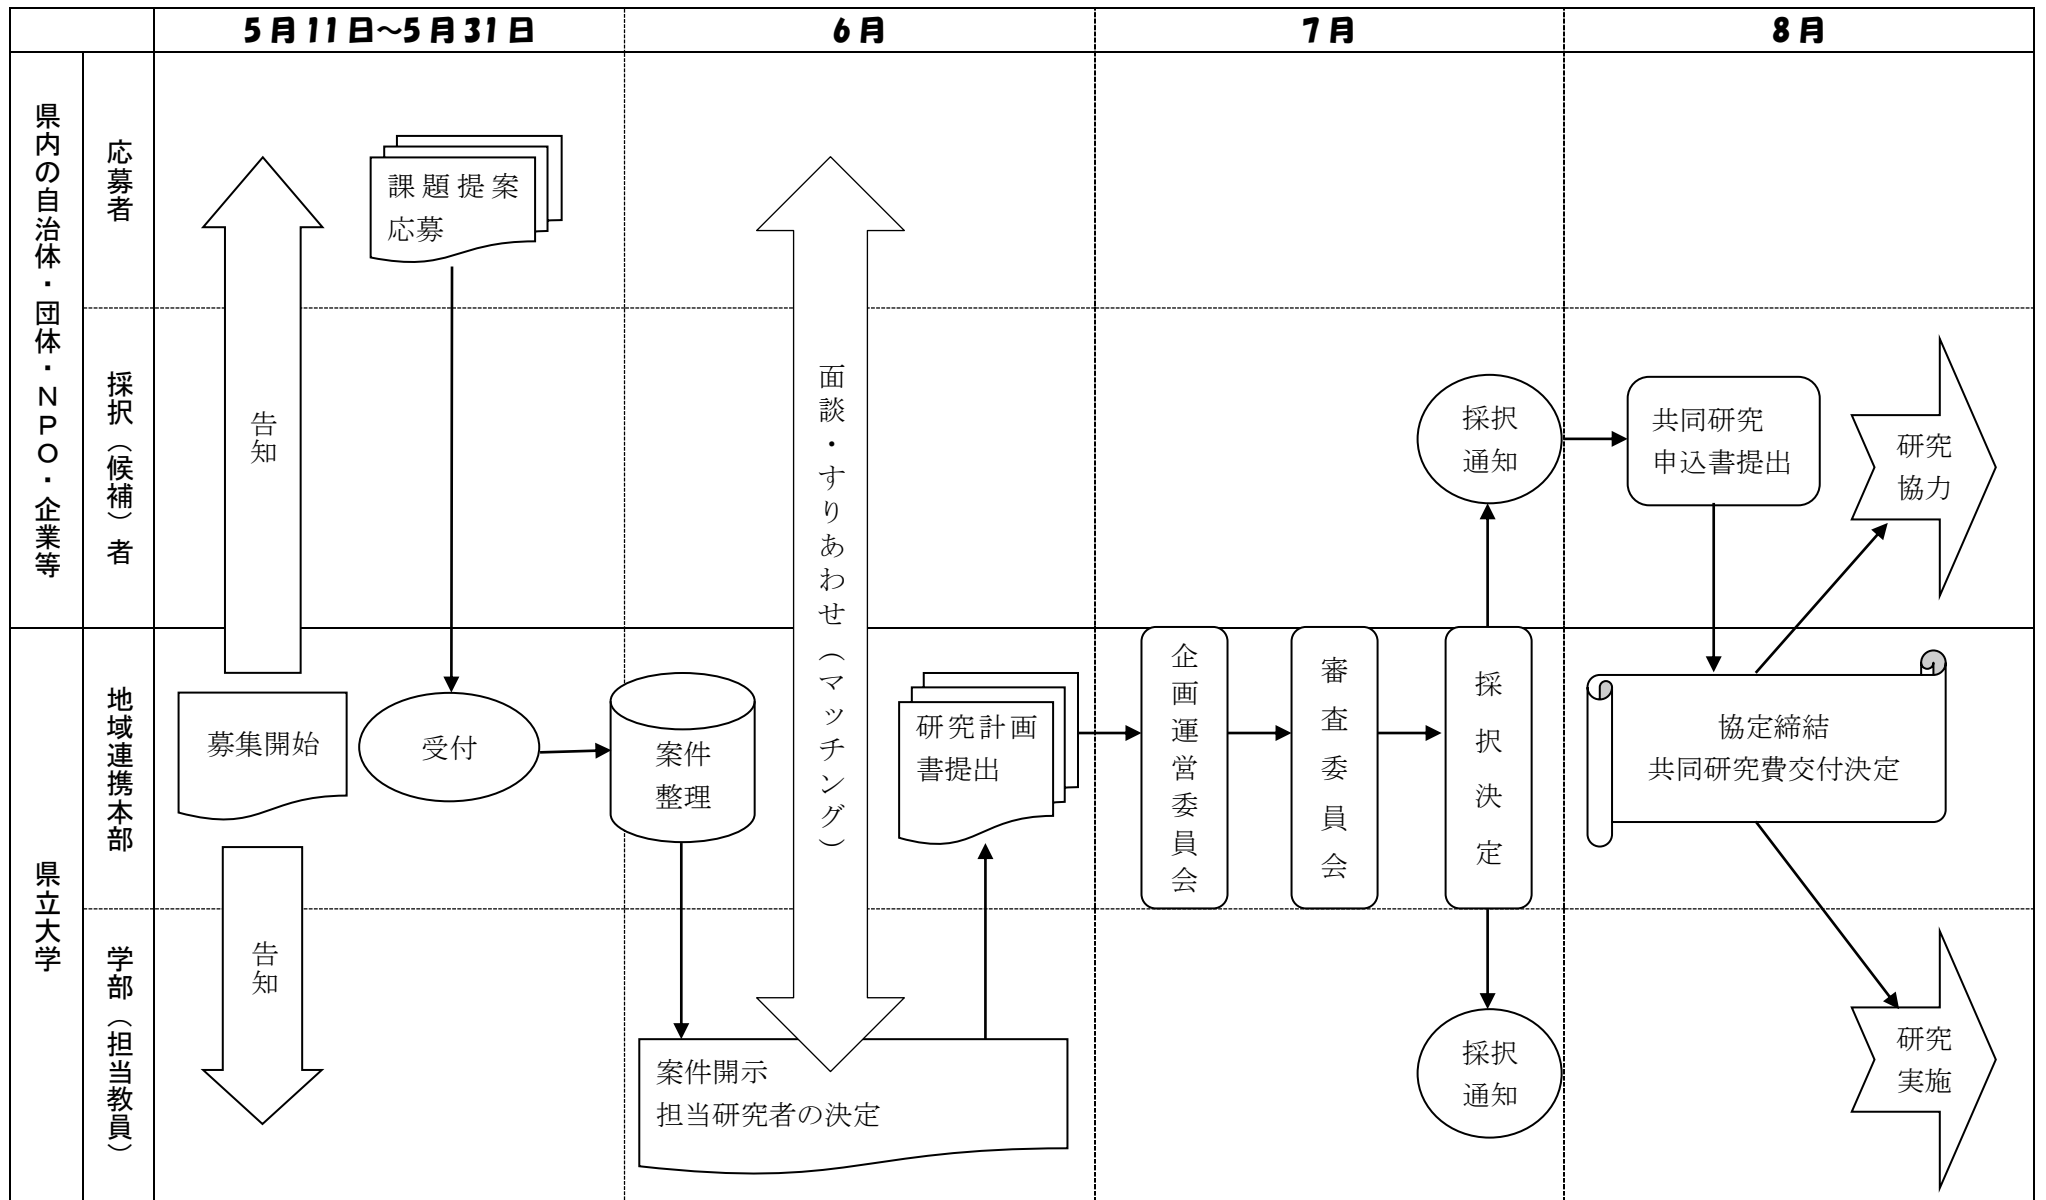 5月11日～5月31日
6月
7月
8月
県内の自治体・団体・NPO・企業等
応募者
採択（候補）者
県立大学
地域連携本部
学部（担当教員）
告知
課題提案
応募
募集開始
受付
告知
案件
整理
面談・すりあわせ（マッチング）
研究計画
書提出
案件開示
担当研究者の決定
企画運営委員会
審査委員会
採択決定
採択
通知
採択
通知
共同研究
申込書提出
研究
協力
協定締結
共同研究費交付決定
研究
実施